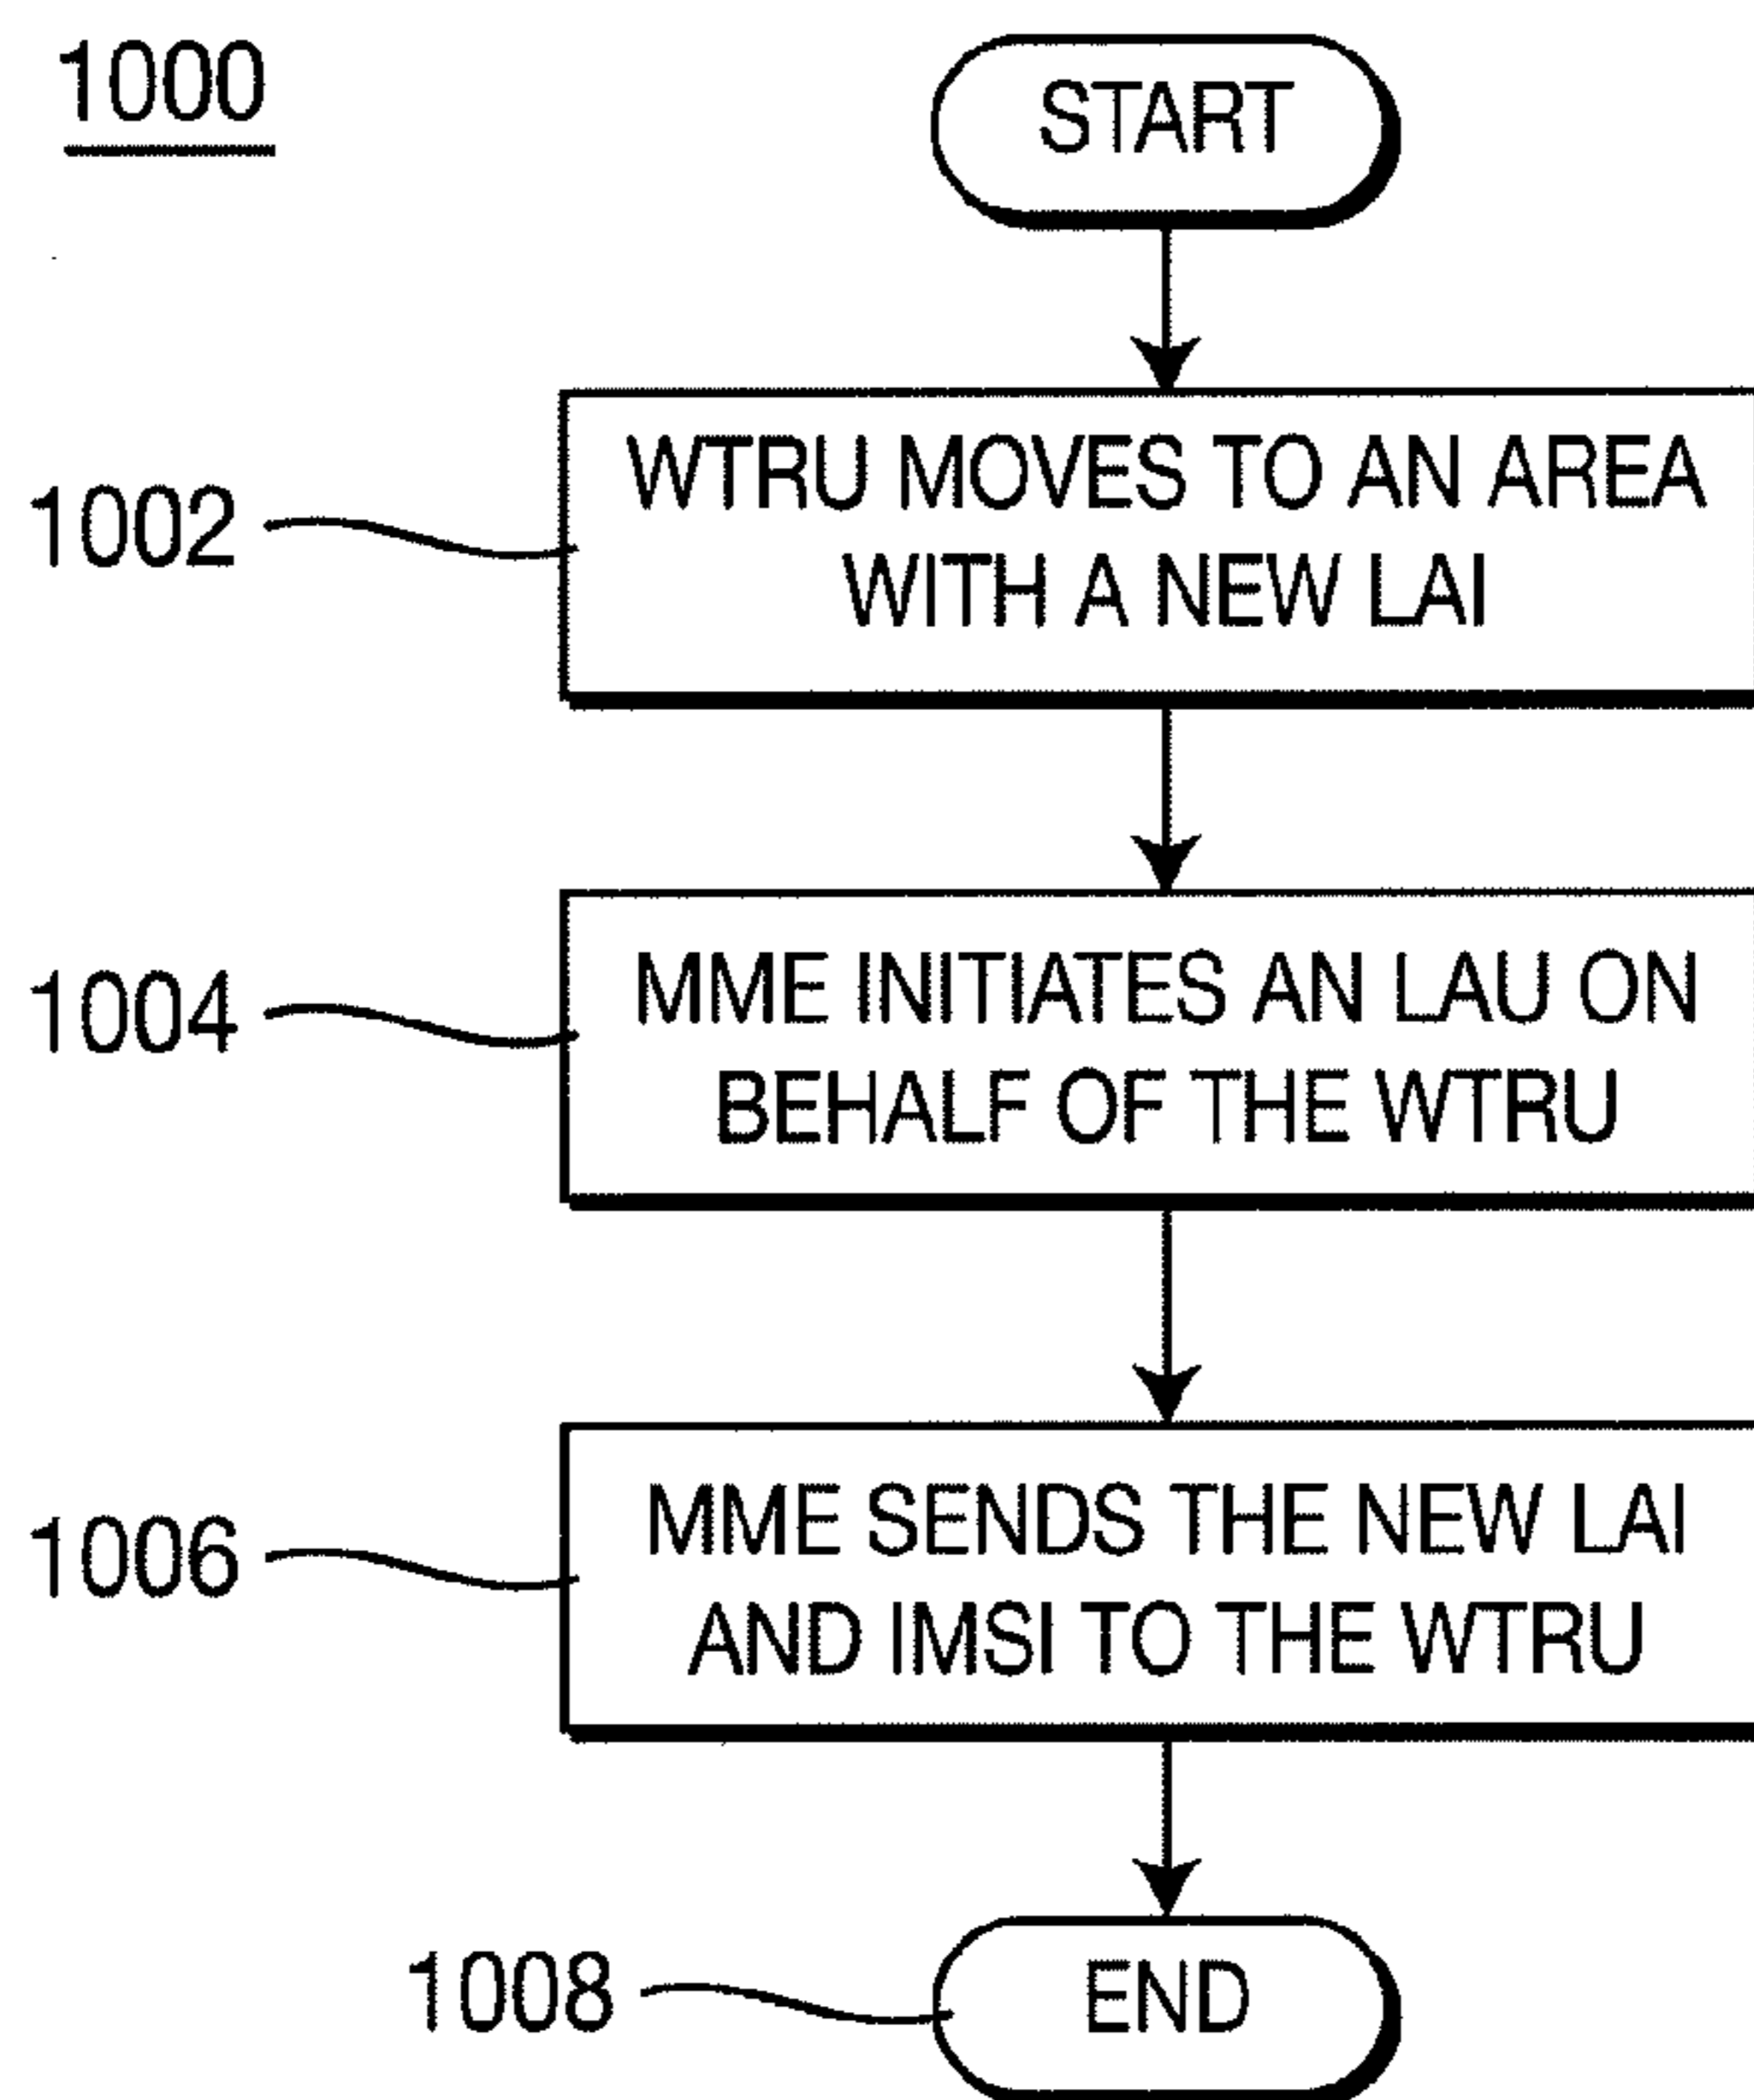 1000
START
1002
WTRU MOVES TO AN AREA
WITH A NEW LAI
1004
MME INITIATES AN LAU ON
BEHALF OF THE WTRU
1006
MME SENDS THE NEW LAI
AND IMSI TO THE WTRU
1008
END